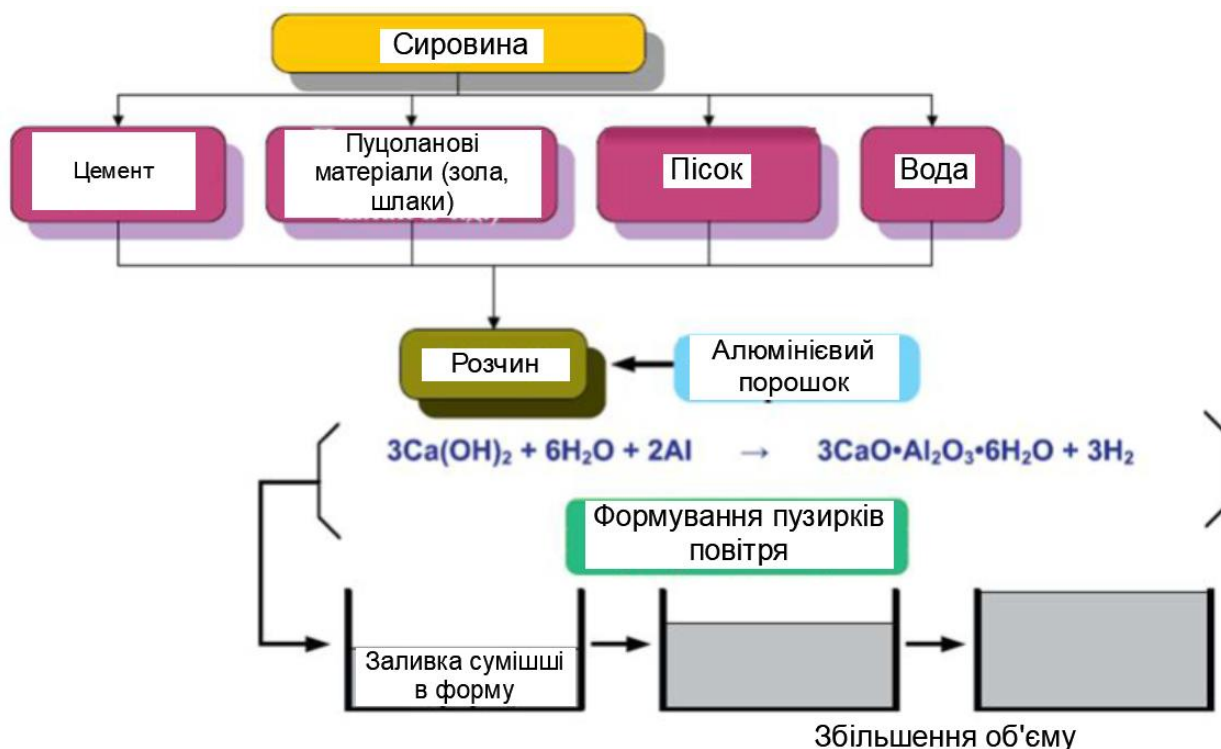 Сировина
Цемент
Пуцоланові
матеріали (зола,
шлаки)
Пісок
Вода
Розчин
Алюмінієвий
порошок
3Ca(OH)₂ + 6H₂O + 2Al → 3CaO•Al₂O₃•6H₂O + 3H₂
Формування пузирків
повітря
Заливка сумішші
в форму
Збільшення об'єму